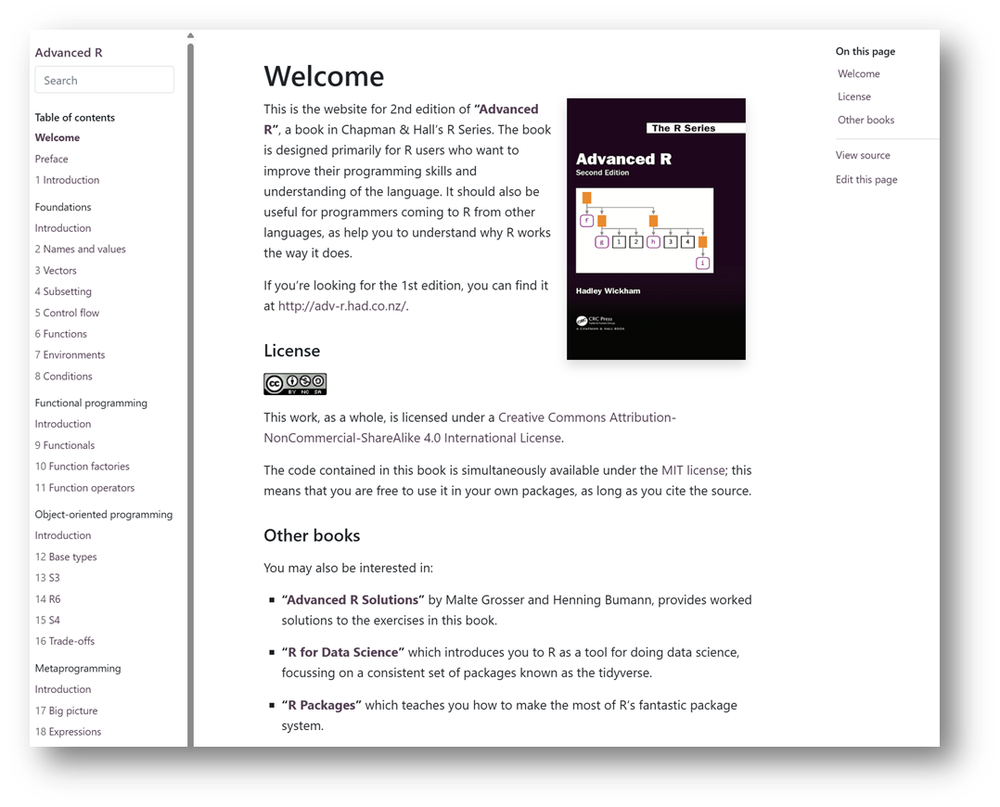 Advanced R
Search
Table of contents
Welcome
Preface
1 Introduction
Foundations
Introduction
2 Names and values
3 Vectors
4 Subsetting
5 Control flow
6 Functions
7 Environments
8 Conditions
Functional programming
Introduction
9 Functionals
10 Function factories
11 Function operators
Object-oriented programming
Introduction
12 Base types
13 S3
14 R6
15 S4
16 Trade-offs
Metaprogramming
Introduction
17 Big picture
18 Expressions
Welcome
This is the website for 2nd edition of “Advanced
R”, a book in Chapman & Hall’s R Series. The book
is designed primarily for R users who want to
improve their programming skills and
understanding of the language. It should also be
useful for programmers coming to R from other
languages, as help you to understand why R works
the way it does.
If you’re looking for the 1st edition, you can find it
at http://adv-r.had.co.nz/.
The R Series
Advanced R
Second Edition
f
g 1 2 h 3 4
i
Hadley Wickham
CRC Press
A CHAPMAN & HALL BOOK
License
CC BY NC SA
This work, as a whole, is licensed under a Creative Commons Attribution-
NonCommercial-ShareAlike 4.0 International License.
The code contained in this book is simultaneously available under the MIT license; this
means that you are free to use it in your own packages, as long as you cite the source.
Other books
You may also be interested in:
“Advanced R Solutions” by Malte Grosser and Henning Bumann, provides worked
solutions to the exercises in this book.
“R for Data Science” which introduces you to R as a tool for doing data science,
focussing on a consistent set of packages known as the tidyverse.
“R Packages” which teaches you how to make the most of R’s fantastic package
system.
On this page
Welcome
License
Other books
View source
Edit this page